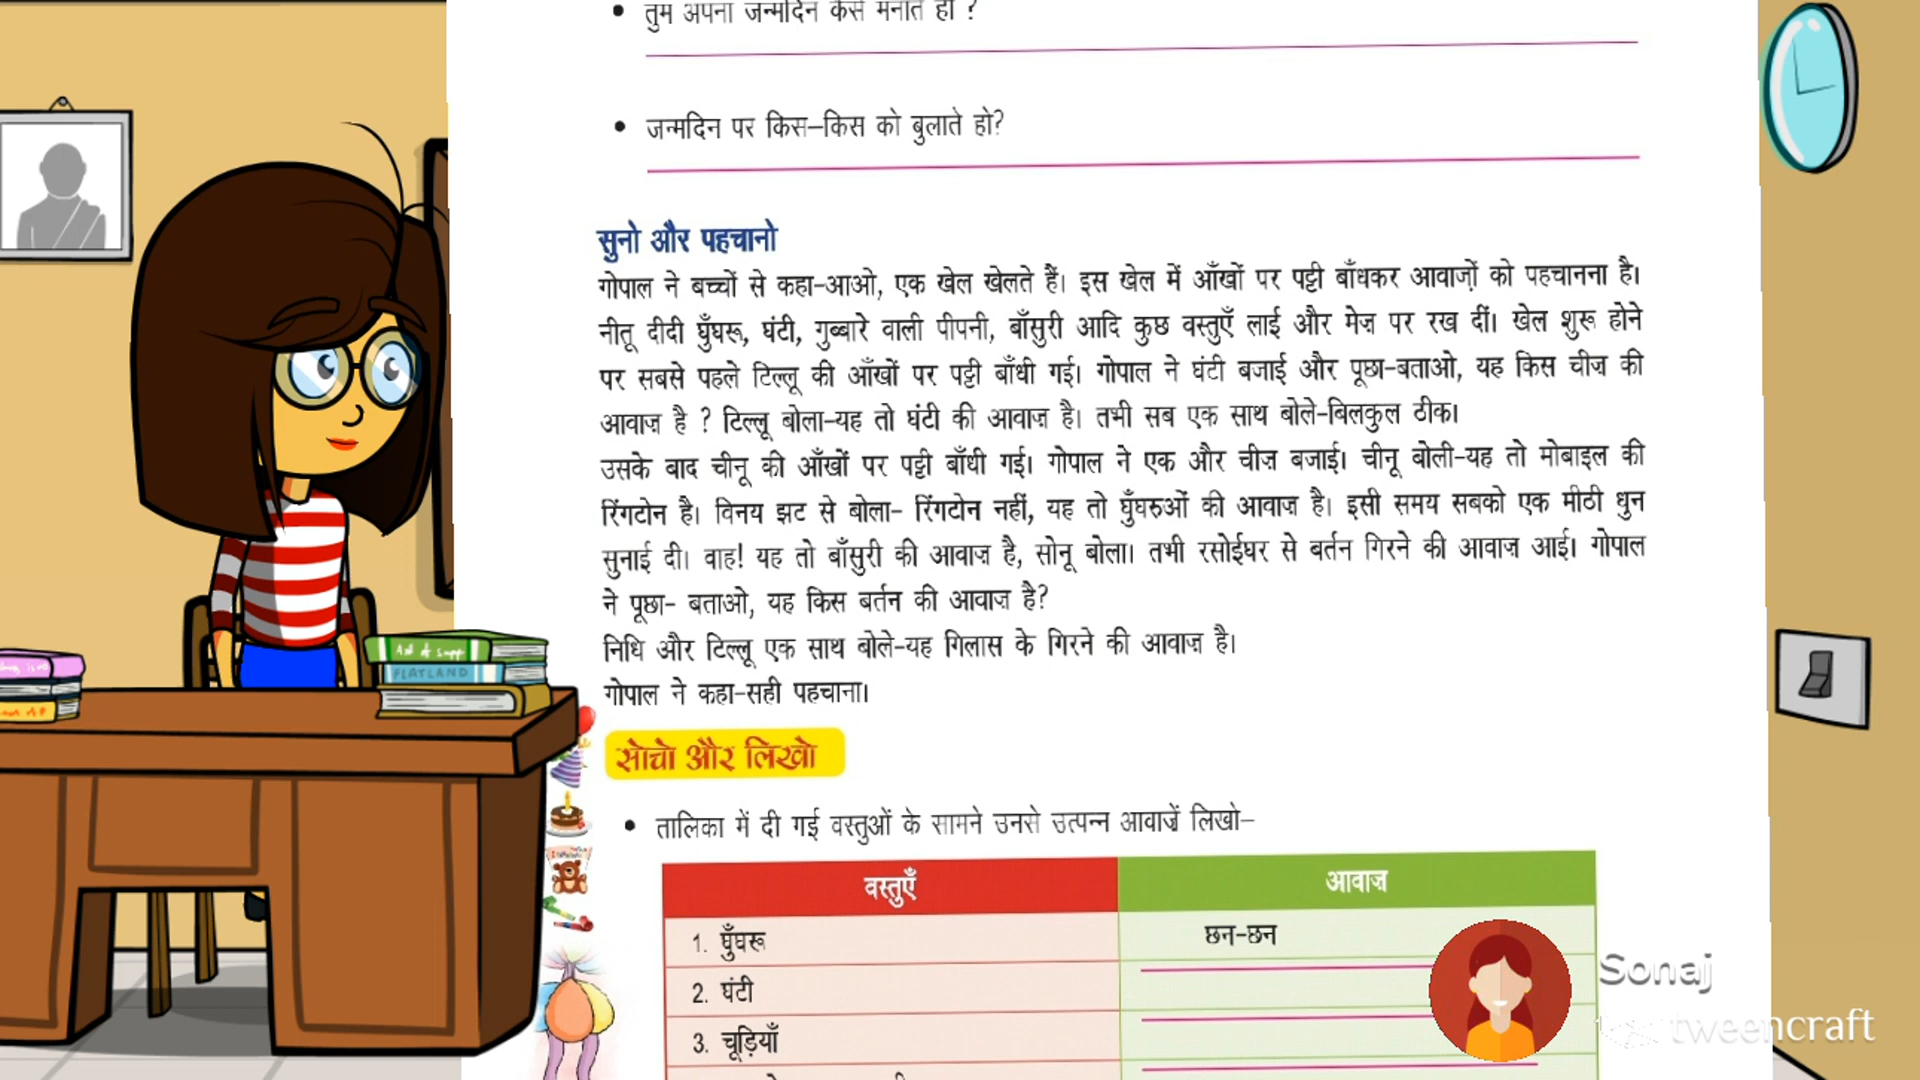 तुम अपना जन्मदिन कैसे मनाते हो ?
जन्मदिन पर किस–किस को बुलाते हो?
सुनो और पहचानो
गोपाल ने बच्चों से कहा–आओ, एक खेल खेलते हैं। इस खेल में आँखों पर पट्टी बाँधकर आवाज़ों को पहचानना है।
नीतू दीदी घुँघरू, घंटी, गुब्बारे वाली पीपनी, बाँसुरी आदि कुछ वस्तुएँ लाई और मेज पर रख दीं। खेल शुरू होने
पर सबसे पहले टिल्लू की आँखों पर पट्टी बाँधी गई। गोपाल ने घंटी बजाई और पूछा–बताओ, यह किस चीज़ की
आवाज़ है ? टिल्लू बोला–यह तो घंटी की आवाज़ है। तभी सब एक साथ बोले–बिलकुल ठीक।
उसके बाद चीनू की आँखों पर पट्टी बाँधी गई। गोपाल ने एक और चीज़ बजाई। चीनू बोली–यह तो मोबाइल की
रिंगटोन है। विनय झट से बोला– रिंगटोन नहीं, यह तो घुँघरुओं की आवाज़ है। इसी समय सबको एक मीठी धुन
सुनाई दी। वाह! यह तो बाँसुरी की आवाज़ है, सोनू बोला। तभी रसोईघर से बर्तन गिरने की आवाज़ आई। गोपाल
ने पूछा– बताओ, यह किस बर्तन की आवाज़ है?
निधि और टिल्लू एक साथ बोले–यह गिलास के गिरने की आवाज़ है।
गोपाल ने कहा–सही पहचाना।
सोचो और लिखो
तालिका में दी गई वस्तुओं के सामने उनसे उत्पन्न आवाज़ें लिखो–
वस्तुएँ आवाज़
1. घुँघरू छन–छन
2. घंटी
3. चूड़ियाँ
FLATLAND
Sonaj
tweencraft